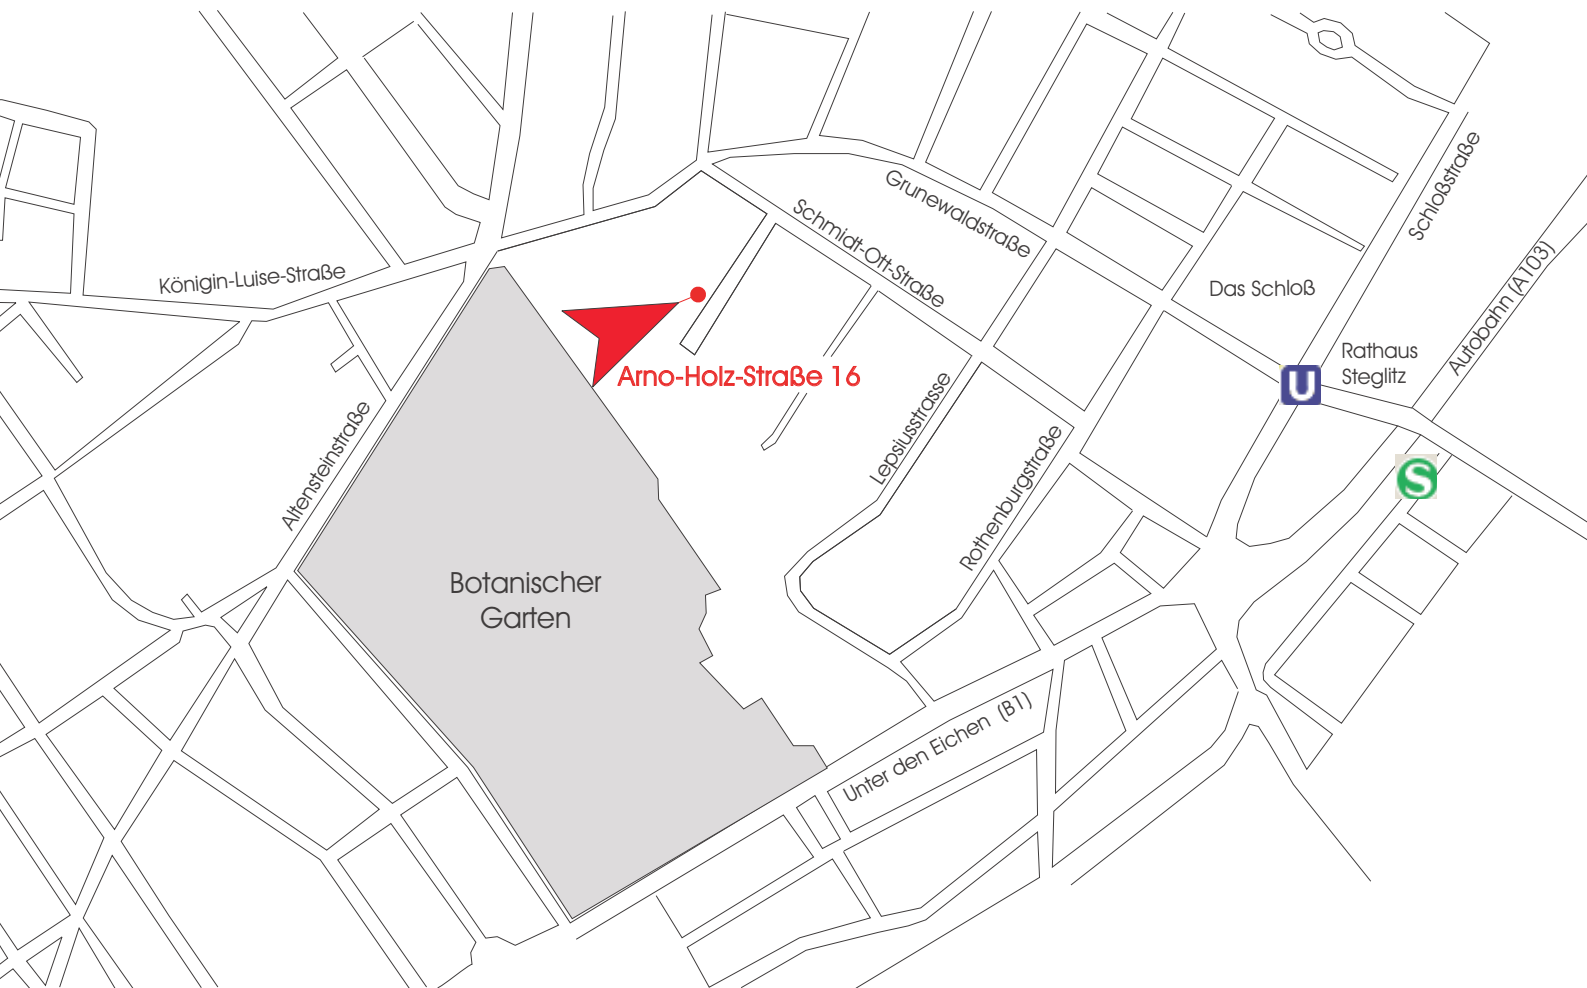 Grunewaldstraße
Schloßstraße
Schmidt-Ott-Straße
Königin-Luise-Straße
Das Schloß
Autobahn (A103)
Rathaus
Steglitz
U
Arno-Holz-Straße 16
Lepsiusstrasse
Altensteinstraße
Rothenburgstraße
S
Botanischer
Garten
Unter den Eichen (B1)